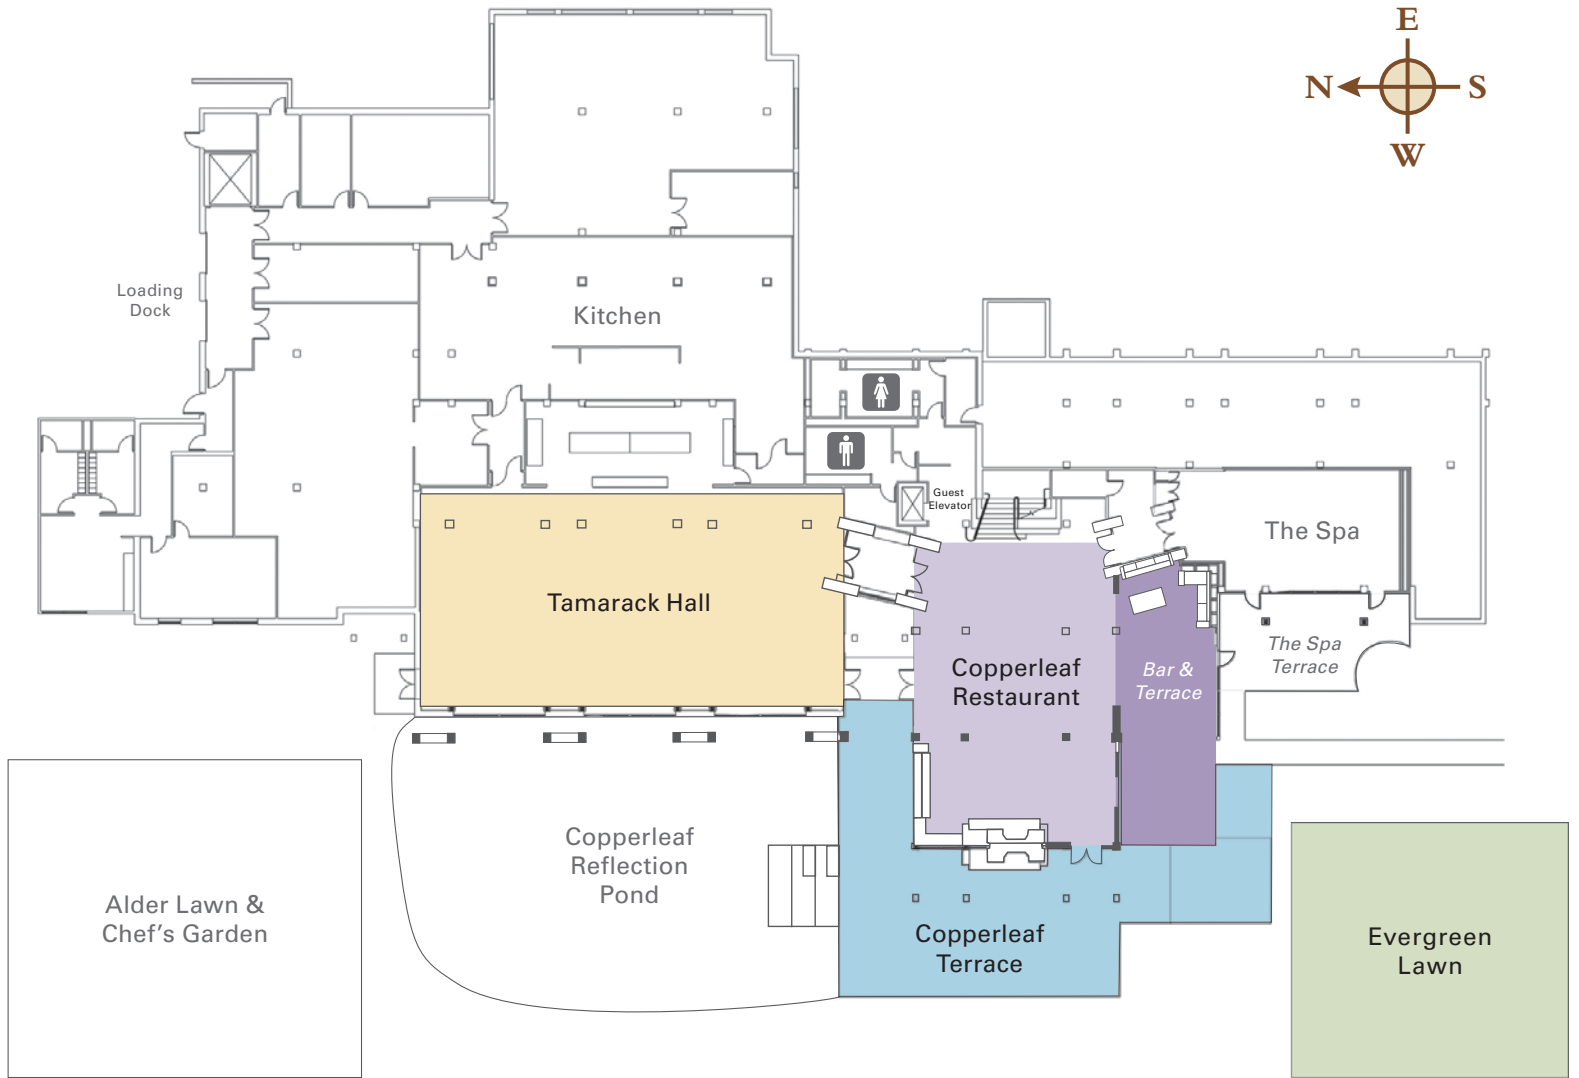 E
N
S
W
Loading
Dock
Kitchen
Guest
Elevator
The Spa
Tamarack Hall
The Spa
Terrace
Copperleaf
Restaurant
Bar &
Terrace
Copperleaf
Reflection
Pond
Alder Lawn &
Chef's Garden
Copperleaf
Terrace
Evergreen
Lawn